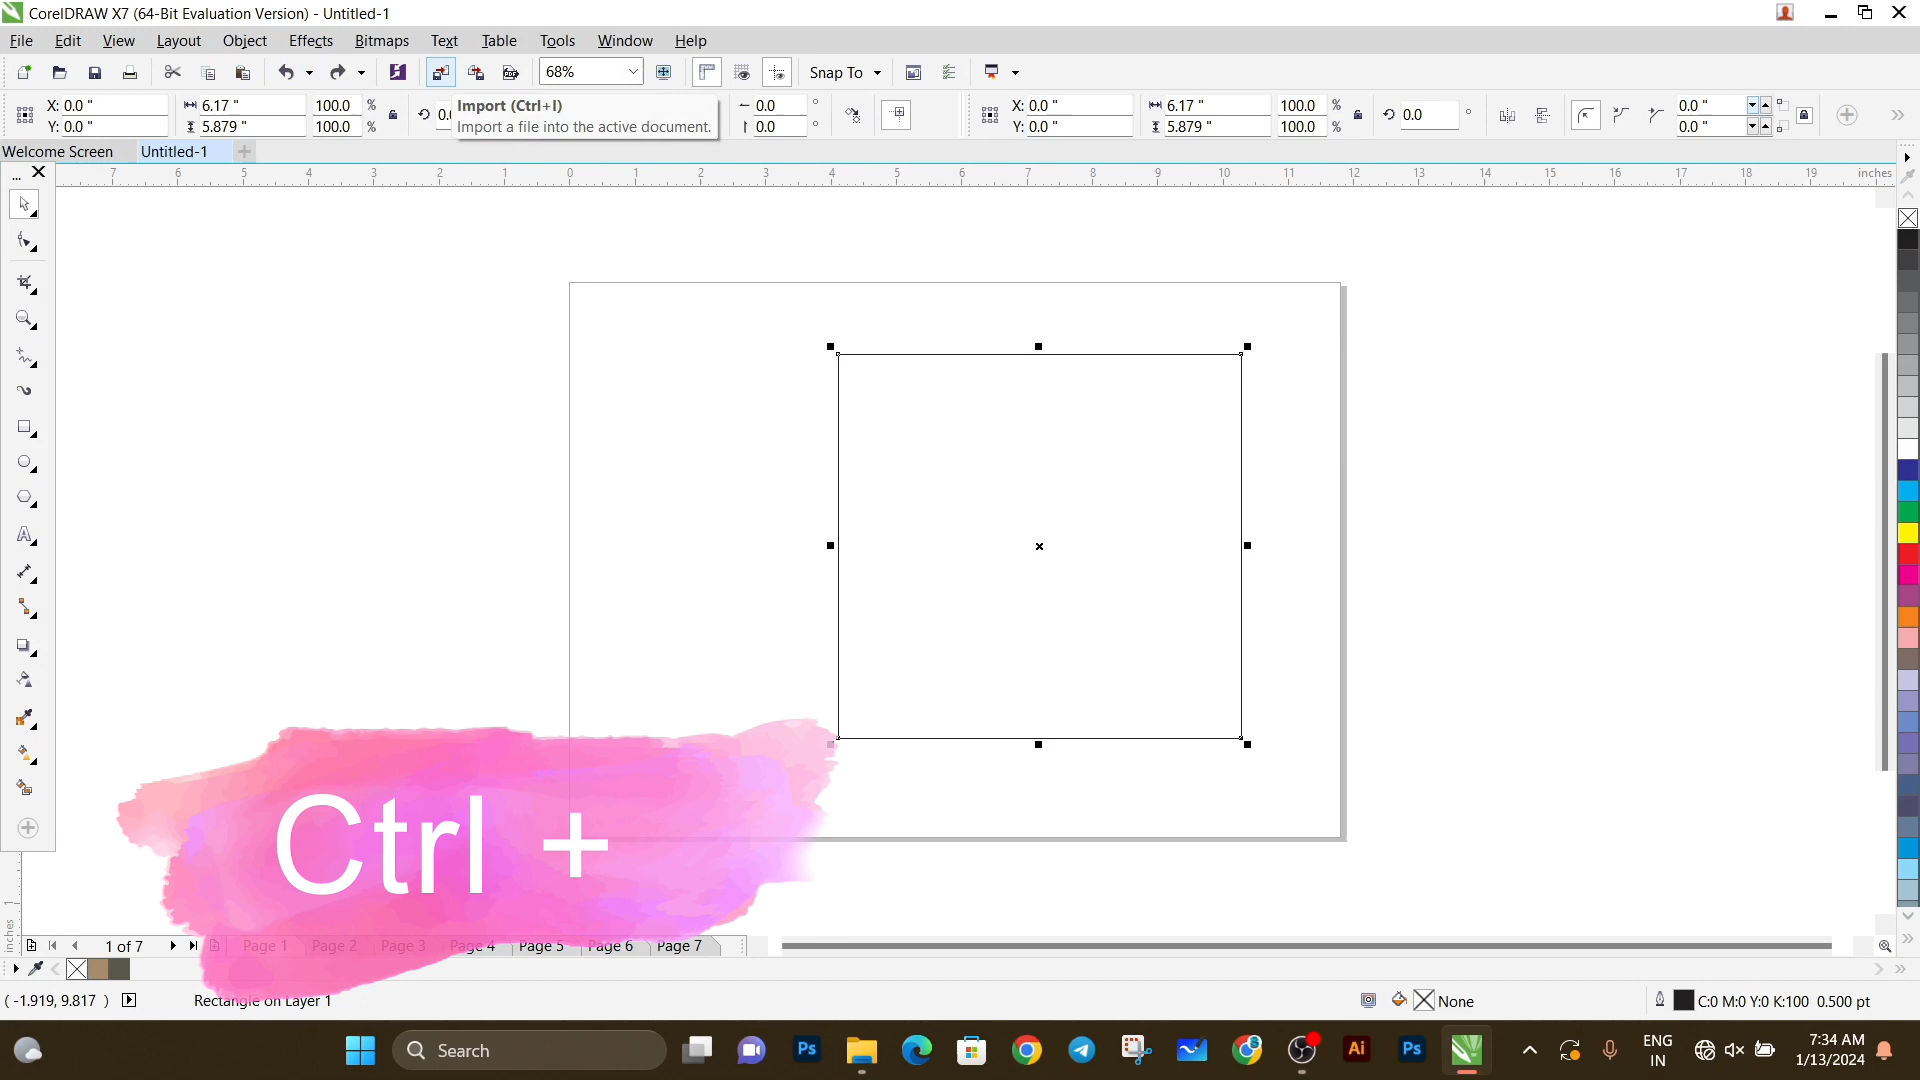 CorelDRAW X7 (64-Bit Evaluation Version) - Untitled-1
File Edit View Layout Object Effects Bitmaps Text Table Tools Window Help
68% Snap To
X: 0.0 " 6.17 " 100.0 % 0.0 ° X: 0.0 " 6.17 " 100.0 % 0.0 ° 0.0 "
Y: 0.0 " 5.879 " 100.0 % 0.0 ° Y: 0.0 " 5.879 " 100.0 % 0.0 "
Import (Ctrl+I)
Import a file into the active document.
Welcome Screen Untitled-1
7 6 5 4 3 2 1 0 1 2 3 4 5 6 7 8 9 10 11 12 13 14 15 16 17 18 19 inches
Ctrl +
1
inches
1 of 7 Page 1 Page 2 Page 3 Page 4 Page 5 Page 6 Page 7
( -1.919, 9.817 ) Rectangle on Layer 1 None C:0 M:0 Y:0 K:100 0.500 pt
Search Ps Ai Ps ENG IN 7:34 AM 1/13/2024